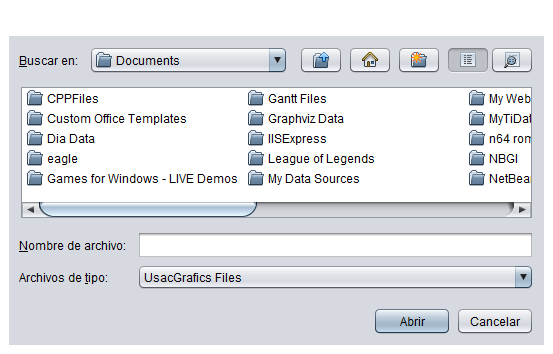 Buscar en: Documents
CPPFiles Gantt Files My Web
Custom Office Templates Graphviz Data MyTiDat
Dia Data IISExpress n64 rom
eagle League of Legends NBGI
Games for Windows - LIVE Demos My Data Sources NetBea
Nombre de archivo:
Archivos de tipo: UsacGrafics Files
Abrir Cancelar